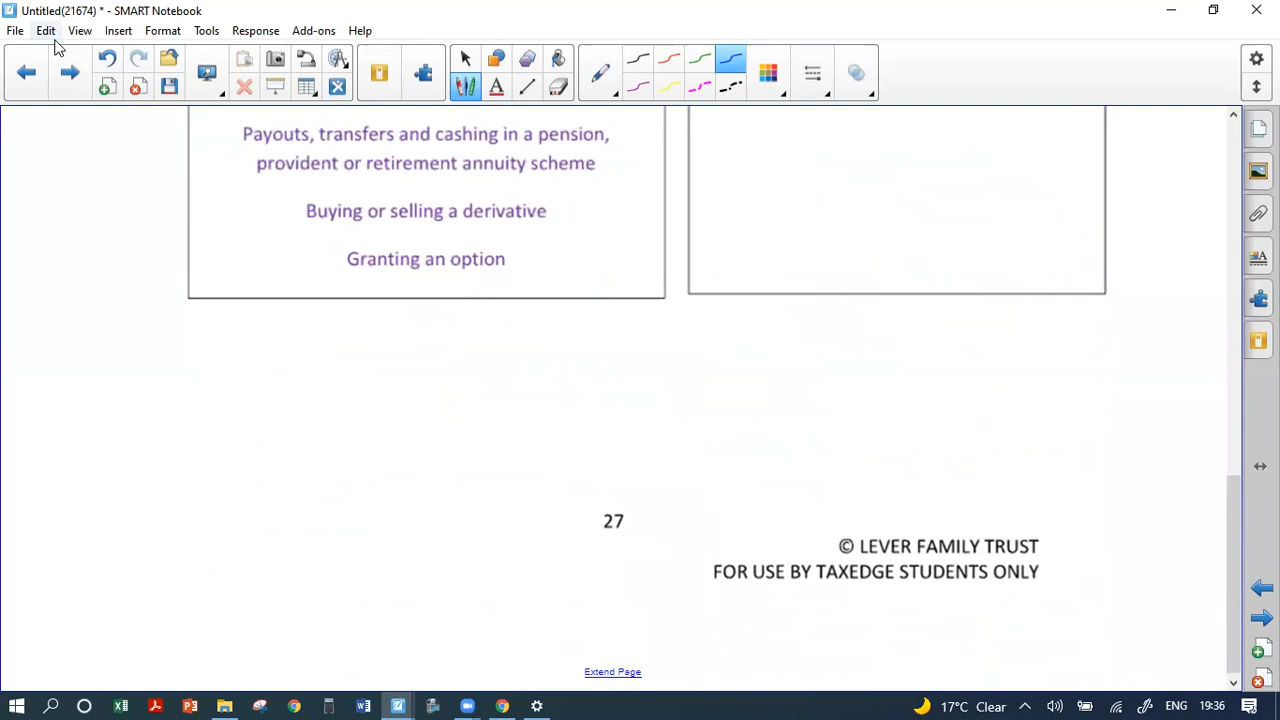 Untitled(21674) * - SMART Notebook
File Edit View Insert Format Tools Response Add-ons Help
Payouts, transfers and cashing in a pension,
provident or retirement annuity scheme
Buying or selling a derivative
Granting an option
27
© LEVER FAMILY TRUST
FOR USE BY TAXEDGE STUDENTS ONLY
Extend Page
17°C Clear ENG 19:36